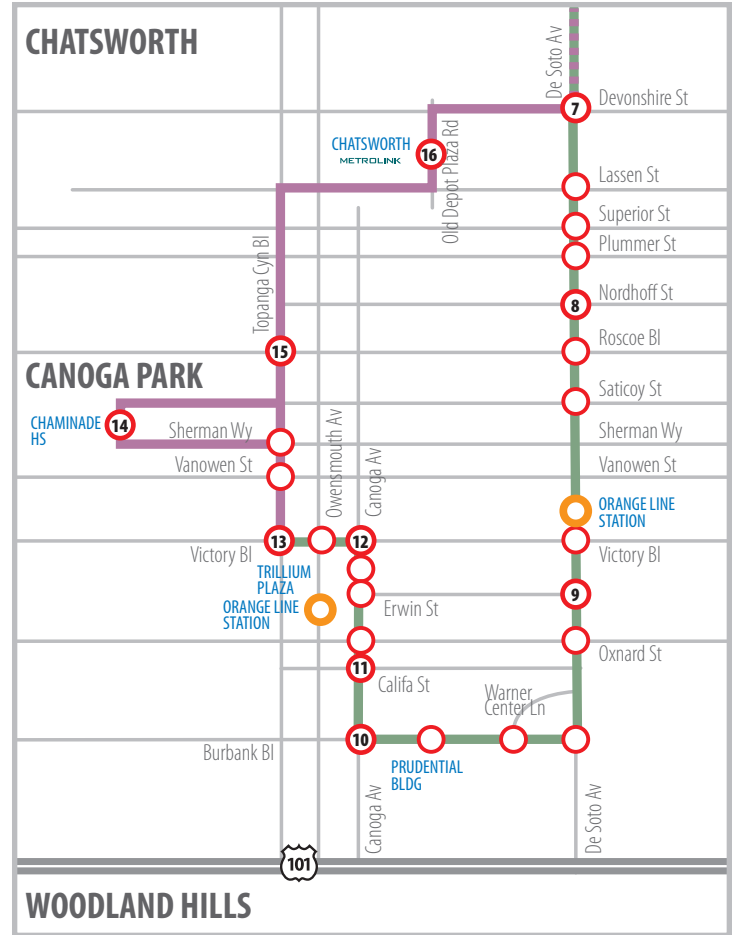 CHATSWORTH
De Soto Av
7
Devonshire St
CHATSWORTH
METROLINK
16
Old Depot Plaza Rd
Lassen St
Superior St
Plummer St
Topanga Cyn Bl
8
Nordhoff St
15
Roscoe Bl
CANOGA PARK
Saticoy St
CHAMINADE
HS
14
Sherman Wy
Sherman Wy
Vanowen St
Owensmouth Av
Canoga Av
Vanowen St
ORANGE LINE
STATION
13
12
Victory Bl
Victory Bl
TRILLIUM
PLAZA
ORANGE LINE
STATION
9
Erwin St
Oxnard St
11
Califa St
Warner
Center Ln
10
Burbank Bl
PRUDENTIAL
BLDG
Canoga Av
De Soto Av
101
WOODLAND HILLS